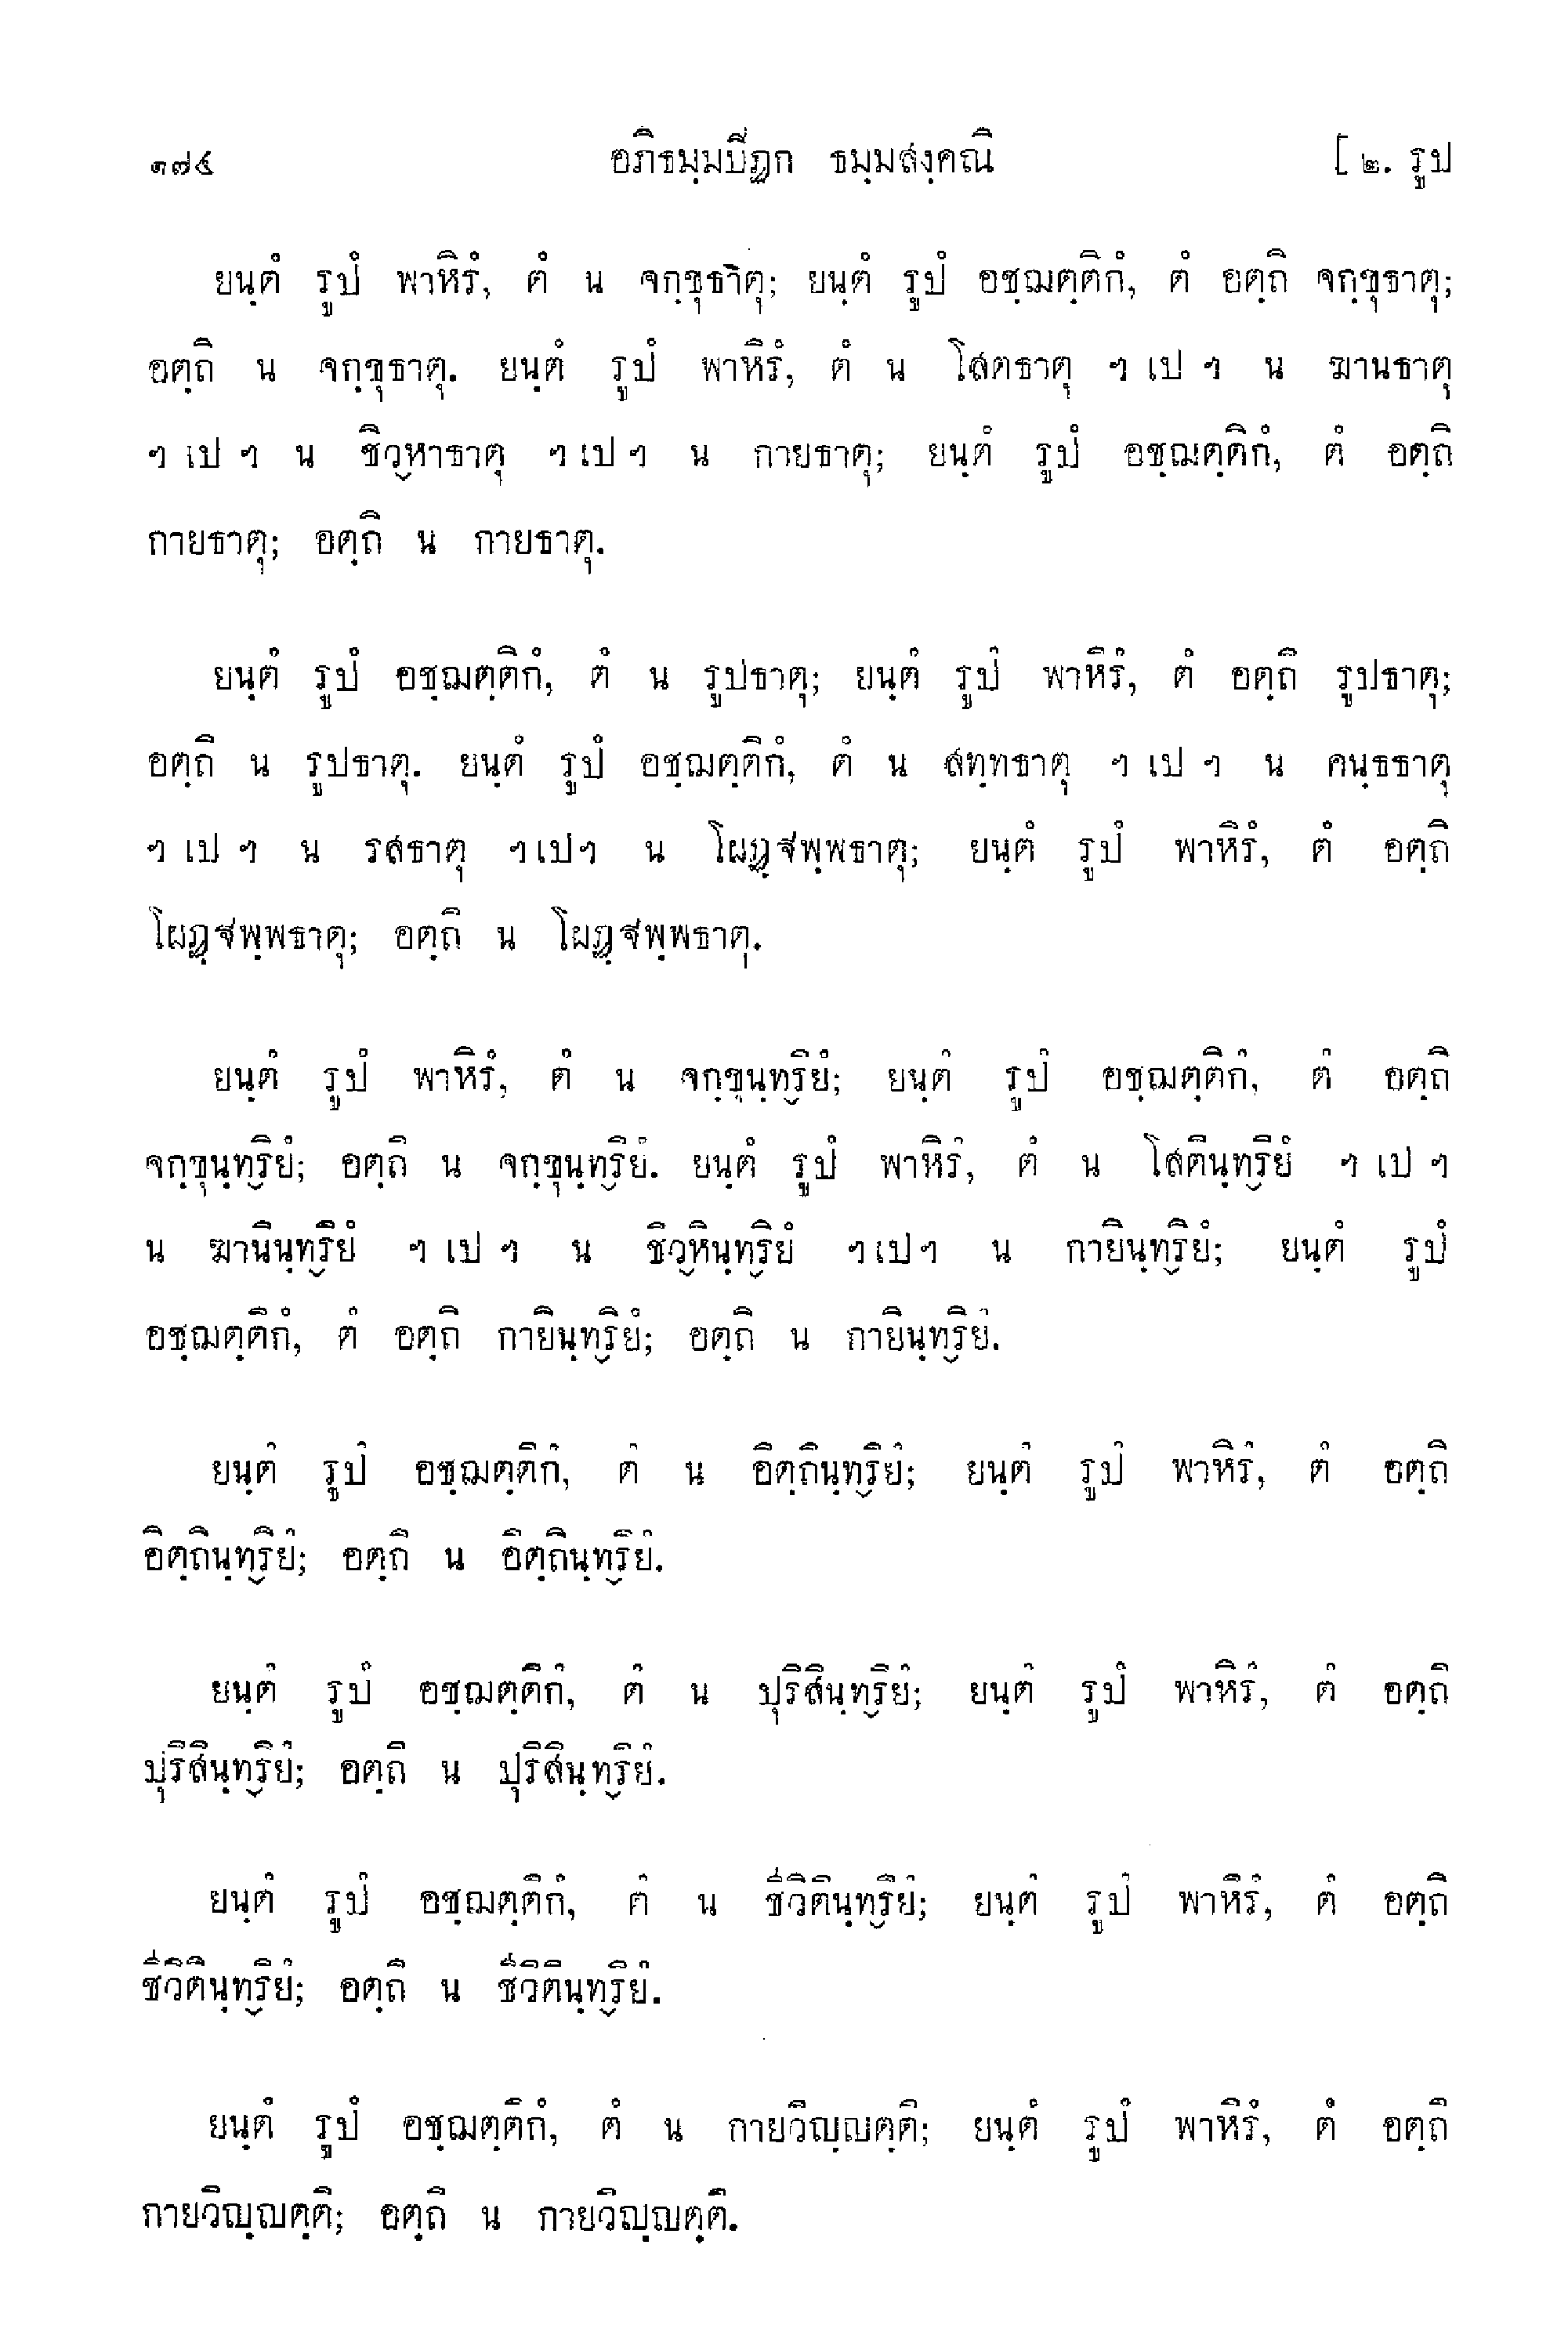 ๑๗๔ อภิธมฺมปิฏก ธมฺมสงฺคณิ [ ๒. รูป
ยนฺตํ รูปํ พาหิรํ, ตํ น จกฺขุธาตุ; ยนฺตํ รูปํ อชฺฌตฺติกํ, ตํ อตฺถิ จกฺขุธาตุ;
อตฺถิ น จกฺขุธาตุ. ยนฺตํ รูปํ พาหิรํ, ตํ น โสตธาตุ ฯ เป ฯ น ฆานธาตุ
ฯ เป ฯ น ชิวฺหาธาตุ ฯ เป ฯ น กายธาตุ; ยนฺตํ รูปํ อชฺฌตฺติกํ, ตํ อตฺถิ
กายธาตุ; อตฺถิ น กายธาตุ.
ยนฺตํ รูปํ อชฺฌตฺติกํ, ตํ น รูปธาตุ; ยนฺตํ รูปํ พาหิรํ, ตํ อตฺถิ รูปธาตุ;
อตฺถิ น รูปธาตุ. ยนฺตํ รูปํ อชฺฌตฺติกํ, ตํ น สทฺทธาตุ ฯ เป ฯ น คนฺธธาตุ
ฯ เป ฯ น รสธาตุ ฯ เป ฯ น โผฏฺฐพฺพธาตุ; ยนฺตํ รูปํ พาหิรํ, ตํ อตฺถิ
โผฏฺฐพฺพธาตุ; อตฺถิ น โผฏฺฐพฺพธาตุ.
ยนฺตํ รูปํ พาหิรํ, ตํ น จกฺขุนฺทฺริยํ; ยนฺตํ รูปํ อชฺฌตฺติกํ, ตํ อตฺถิ
จกฺขุนฺทฺริยํ; อตฺถิ น จกฺขุนฺทฺริยํ. ยนฺตํ รูปํ พาหิรํ, ตํ น โสตินฺทฺริยํ ฯ เป ฯ
น ฆานินฺทฺริยํ ฯ เป ฯ น ชิวฺหินฺทฺริยํ ฯ เป ฯ น กายินฺทฺริยํ; ยนฺตํ รูปํ
อชฺฌตฺติกํ, ตํ อตฺถิ กายินฺทฺริยํ; อตฺถิ น กายินฺทฺริยํ.
ยนฺตํ รูปํ อชฺฌตฺติกํ, ตํ น อิตฺถินฺทฺริยํ; ยนฺตํ รูปํ พาหิรํ, ตํ อตฺถิ
อิตฺถินฺทฺริยํ; อตฺถิ น อิตฺถินฺทฺริยํ.
ยนฺตํ รูปํ อชฺฌตฺติกํ, ตํ น ปุริสินฺทฺริยํ; ยนฺตํ รูปํ พาหิรํ, ตํ อตฺถิ
ปุริสินฺทฺริยํ; อตฺถิ น ปุริสินฺทฺริยํ.
ยนฺตํ รูปํ อชฺฌตฺติกํ, ตํ น ชีวิตินฺทฺริยํ; ยนฺตํ รูปํ พาหิรํ, ตํ อตฺถิ
ชีวิตินฺทฺริยํ; อตฺถิ น ชีวิตินฺทฺริยํ.
ยนฺตํ รูปํ อชฺฌตฺติกํ, ตํ น กายวิญฺญตฺติ; ยนฺตํ รูปํ พาหิรํ, ตํ อตฺถิ
กายวิญฺญตฺติ; อตฺถิ น กายวิญฺญตฺติ.